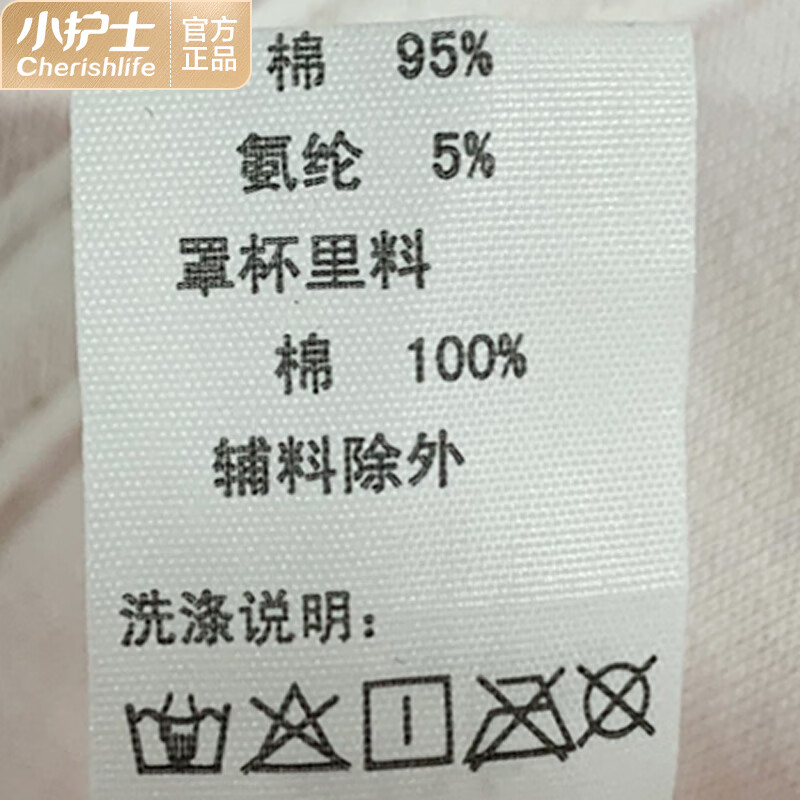 小护士
Cherishlife
官方
正品
棉 95%
氨纶 5%
罩杯里料
棉 100%
辅料除外
洗涤说明：